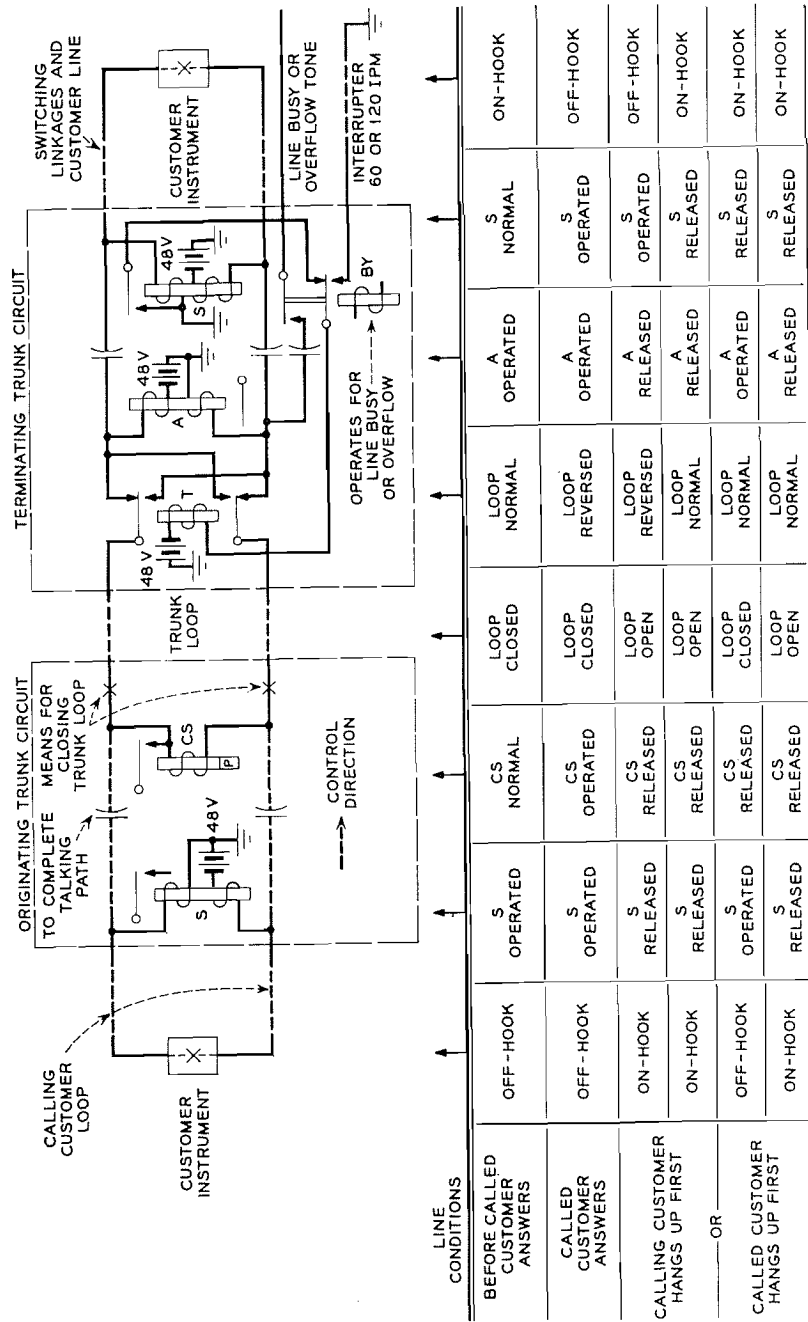 ORIGINATING TRUNK CIRCUIT
TO COMPLETE
TALKING
PATH
MEANS FOR
CLOSING
TRUNK LOOP
CALLING
CUSTOMER
LOOP
CUSTOMER
INSTRUMENT
S
48V
CS
P
CONTROL
DIRECTION
TRUNK
LOOP
TERMINATING TRUNK CIRCUIT
48 V
T
A
48V
S
48V
OPERATES FOR
LINE BUSY
OR OVERFLOW
BY
SWITCHING
LINKAGES AND
CUSTOMER LINE
CUSTOMER
INSTRUMENT
LINE BUSY OR
OVERFLOW TONE
INTERRUPTER
60 OR 120 IPM
LINE
CONDITIONS
BEFORE CALLED
CUSTOMER
ANSWERS
OFF-HOOK
S
OPERATED
CS
NORMAL
LOOP
CLOSED
LOOP
NORMAL
A
OPERATED
S
NORMAL
ON-HOOK
CALLED
CUSTOMER
ANSWERS
OFF-HOOK
S
OPERATED
CS
OPERATED
LOOP
CLOSED
LOOP
REVERSED
A
OPERATED
S
OPERATED
OFF-HOOK
CALLING CUSTOMER
HANGS UP FIRST
ON-HOOK
S
RELEASED
CS
RELEASED
LOOP
OPEN
LOOP
REVERSED
A
RELEASED
S
OPERATED
OFF-HOOK
ON-HOOK
S
RELEASED
CS
RELEASED
LOOP
OPEN
LOOP
NORMAL
A
RELEASED
S
RELEASED
ON-HOOK
OR
CALLED CUSTOMER
HANGS UP FIRST
OFF-HOOK
S
OPERATED
CS
RELEASED
LOOP
CLOSED
LOOP
NORMAL
A
OPERATED
S
RELEASED
ON-HOOK
ON-HOOK
S
RELEASED
CS
RELEASED
LOOP
OPEN
LOOP
NORMAL
A
RELEASED
S
RELEASED
ON-HOOK